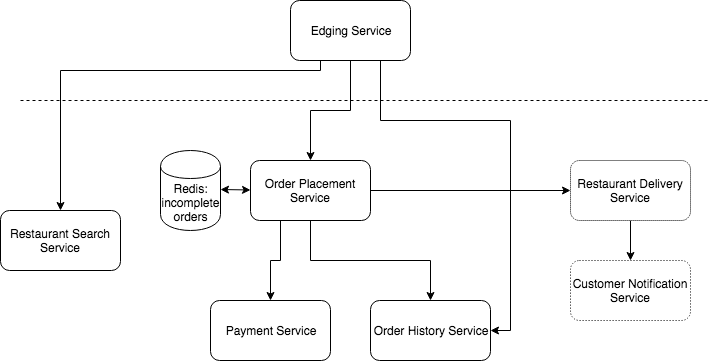 Edging Service
Redis:
incomplete
orders
Order Placement
Service
Restaurant Delivery
Service
Restaurant Search
Service
Customer Notification
Service
Payment Service
Order History Service